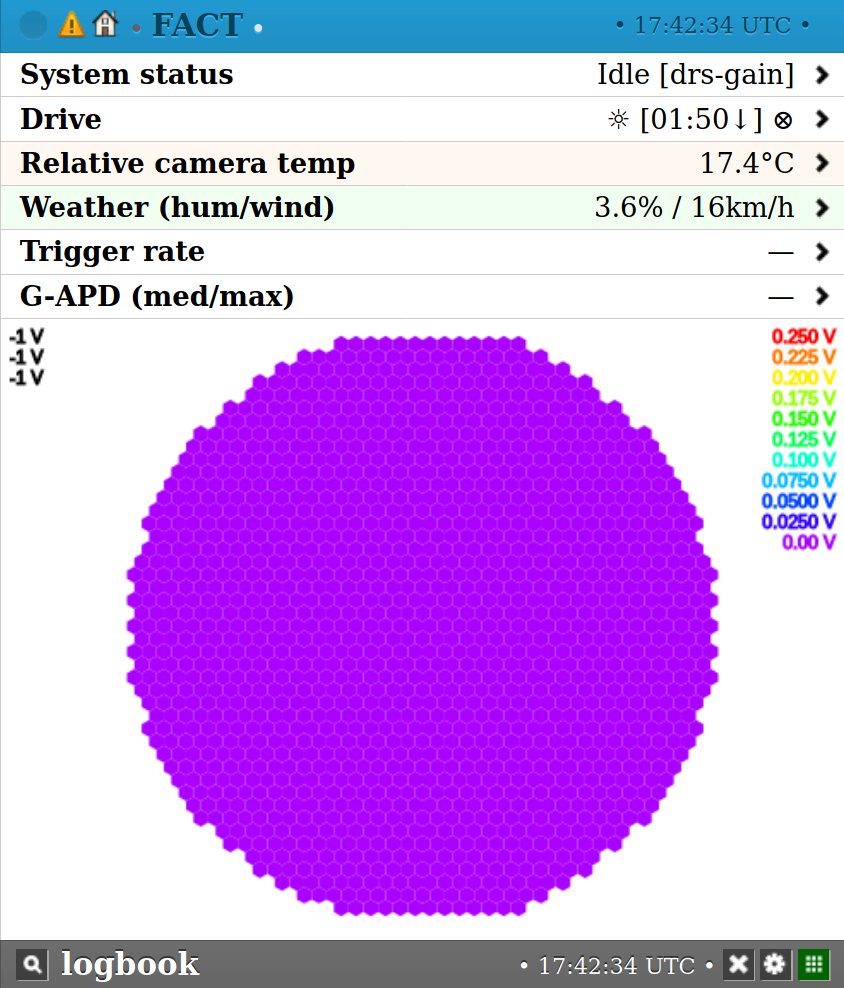 • FACT • • 17:42:34 UTC •
System status Idle [drs-gain]
Drive ☼ [01:50↓] ⊗
Relative camera temp 17.4°C
Weather (hum/wind) 3.6% / 16km/h
Trigger rate —
G-APD (med/max) —
-1 V
-1 V
-1 V
0.250 V
0.225 V
0.200 V
0.175 V
0.150 V
0.125 V
0.100 V
0.0750 V
0.0500 V
0.0250 V
0.00 V
logbook • 17:42:34 UTC •